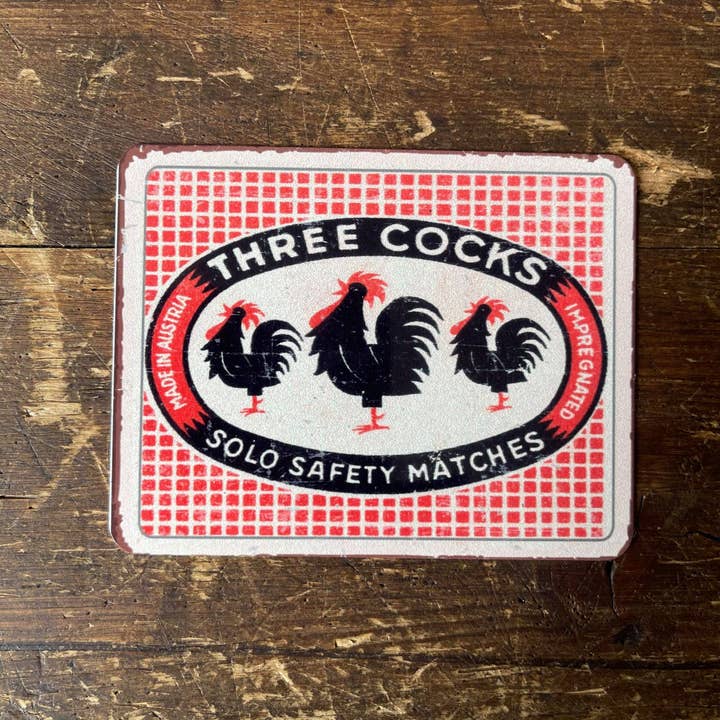 THREE COCKS
MADE IN AUSTRIA
IMPREGNATED
SOLO SAFETY MATCHES